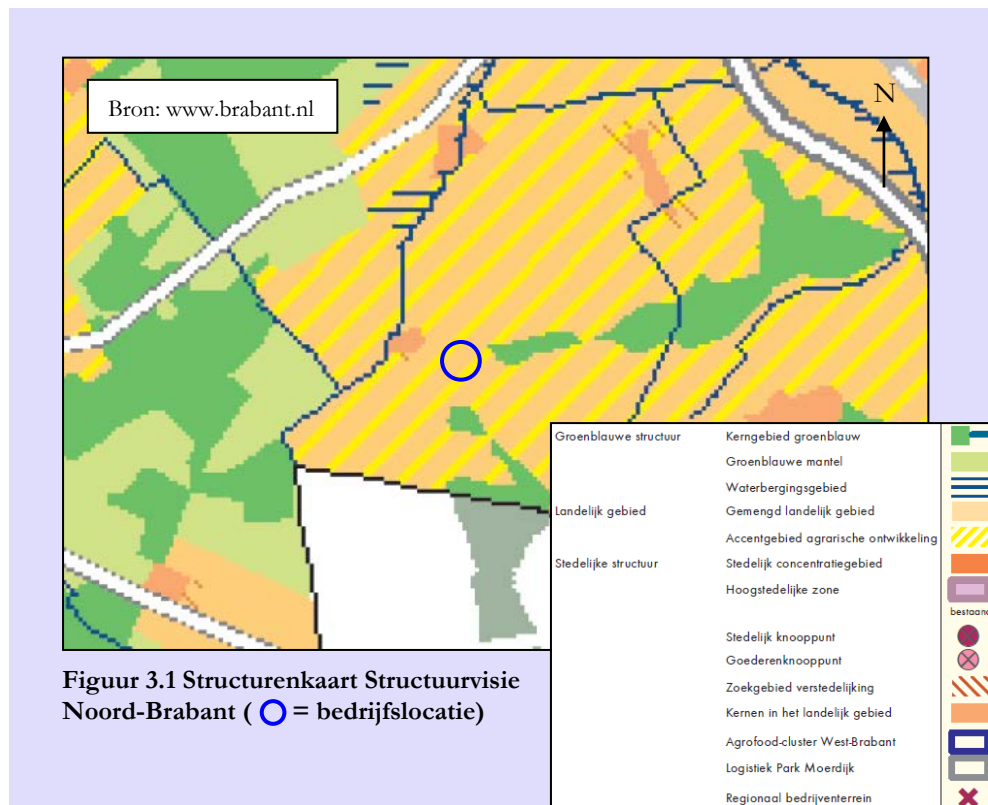 Bron: www.brabant.nl
N
Groenblauwe structuur Kerngebied groenblauw
Groenblauwe mantel
Waterbergingsgebied
Landelijk gebied Gemengd landelijk gebied
Accentgebied agrarische ontwikkeling
Stedelijke structuur Stedelijk concentratiegebied
Hoogstedelijke zone
bestaand
Stedelijk knooppunt
Goederenknooppunt
Zoekgebied verstedelijking
Kernen in het landelijk gebied
Agrofood-cluster West-Brabant
Logistiek Park Moerdijk
Regionaal bedrijventerrein
Figuur 3.1 Structurenkaart Structuurvisie
Noord-Brabant ( = bedrijfslocatie)